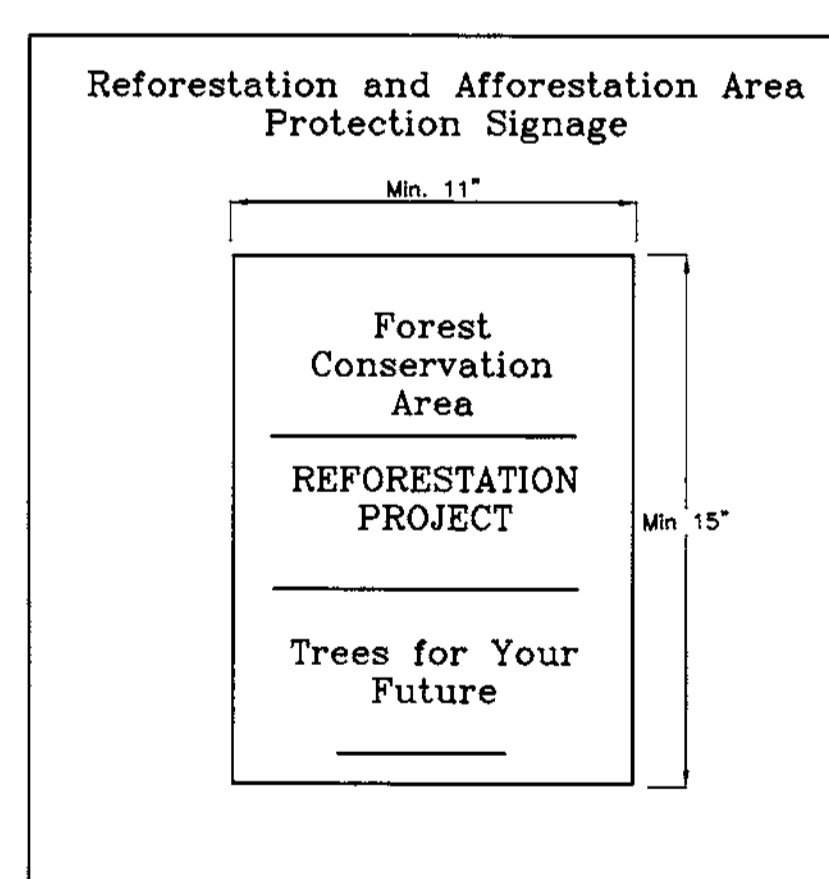 Reforestation and Afforestation Area
Protection Signage
Min. 11"
Forest
Conservation
Area
REFORESTATION
PROJECT
Min 15"
Trees for Your
Future